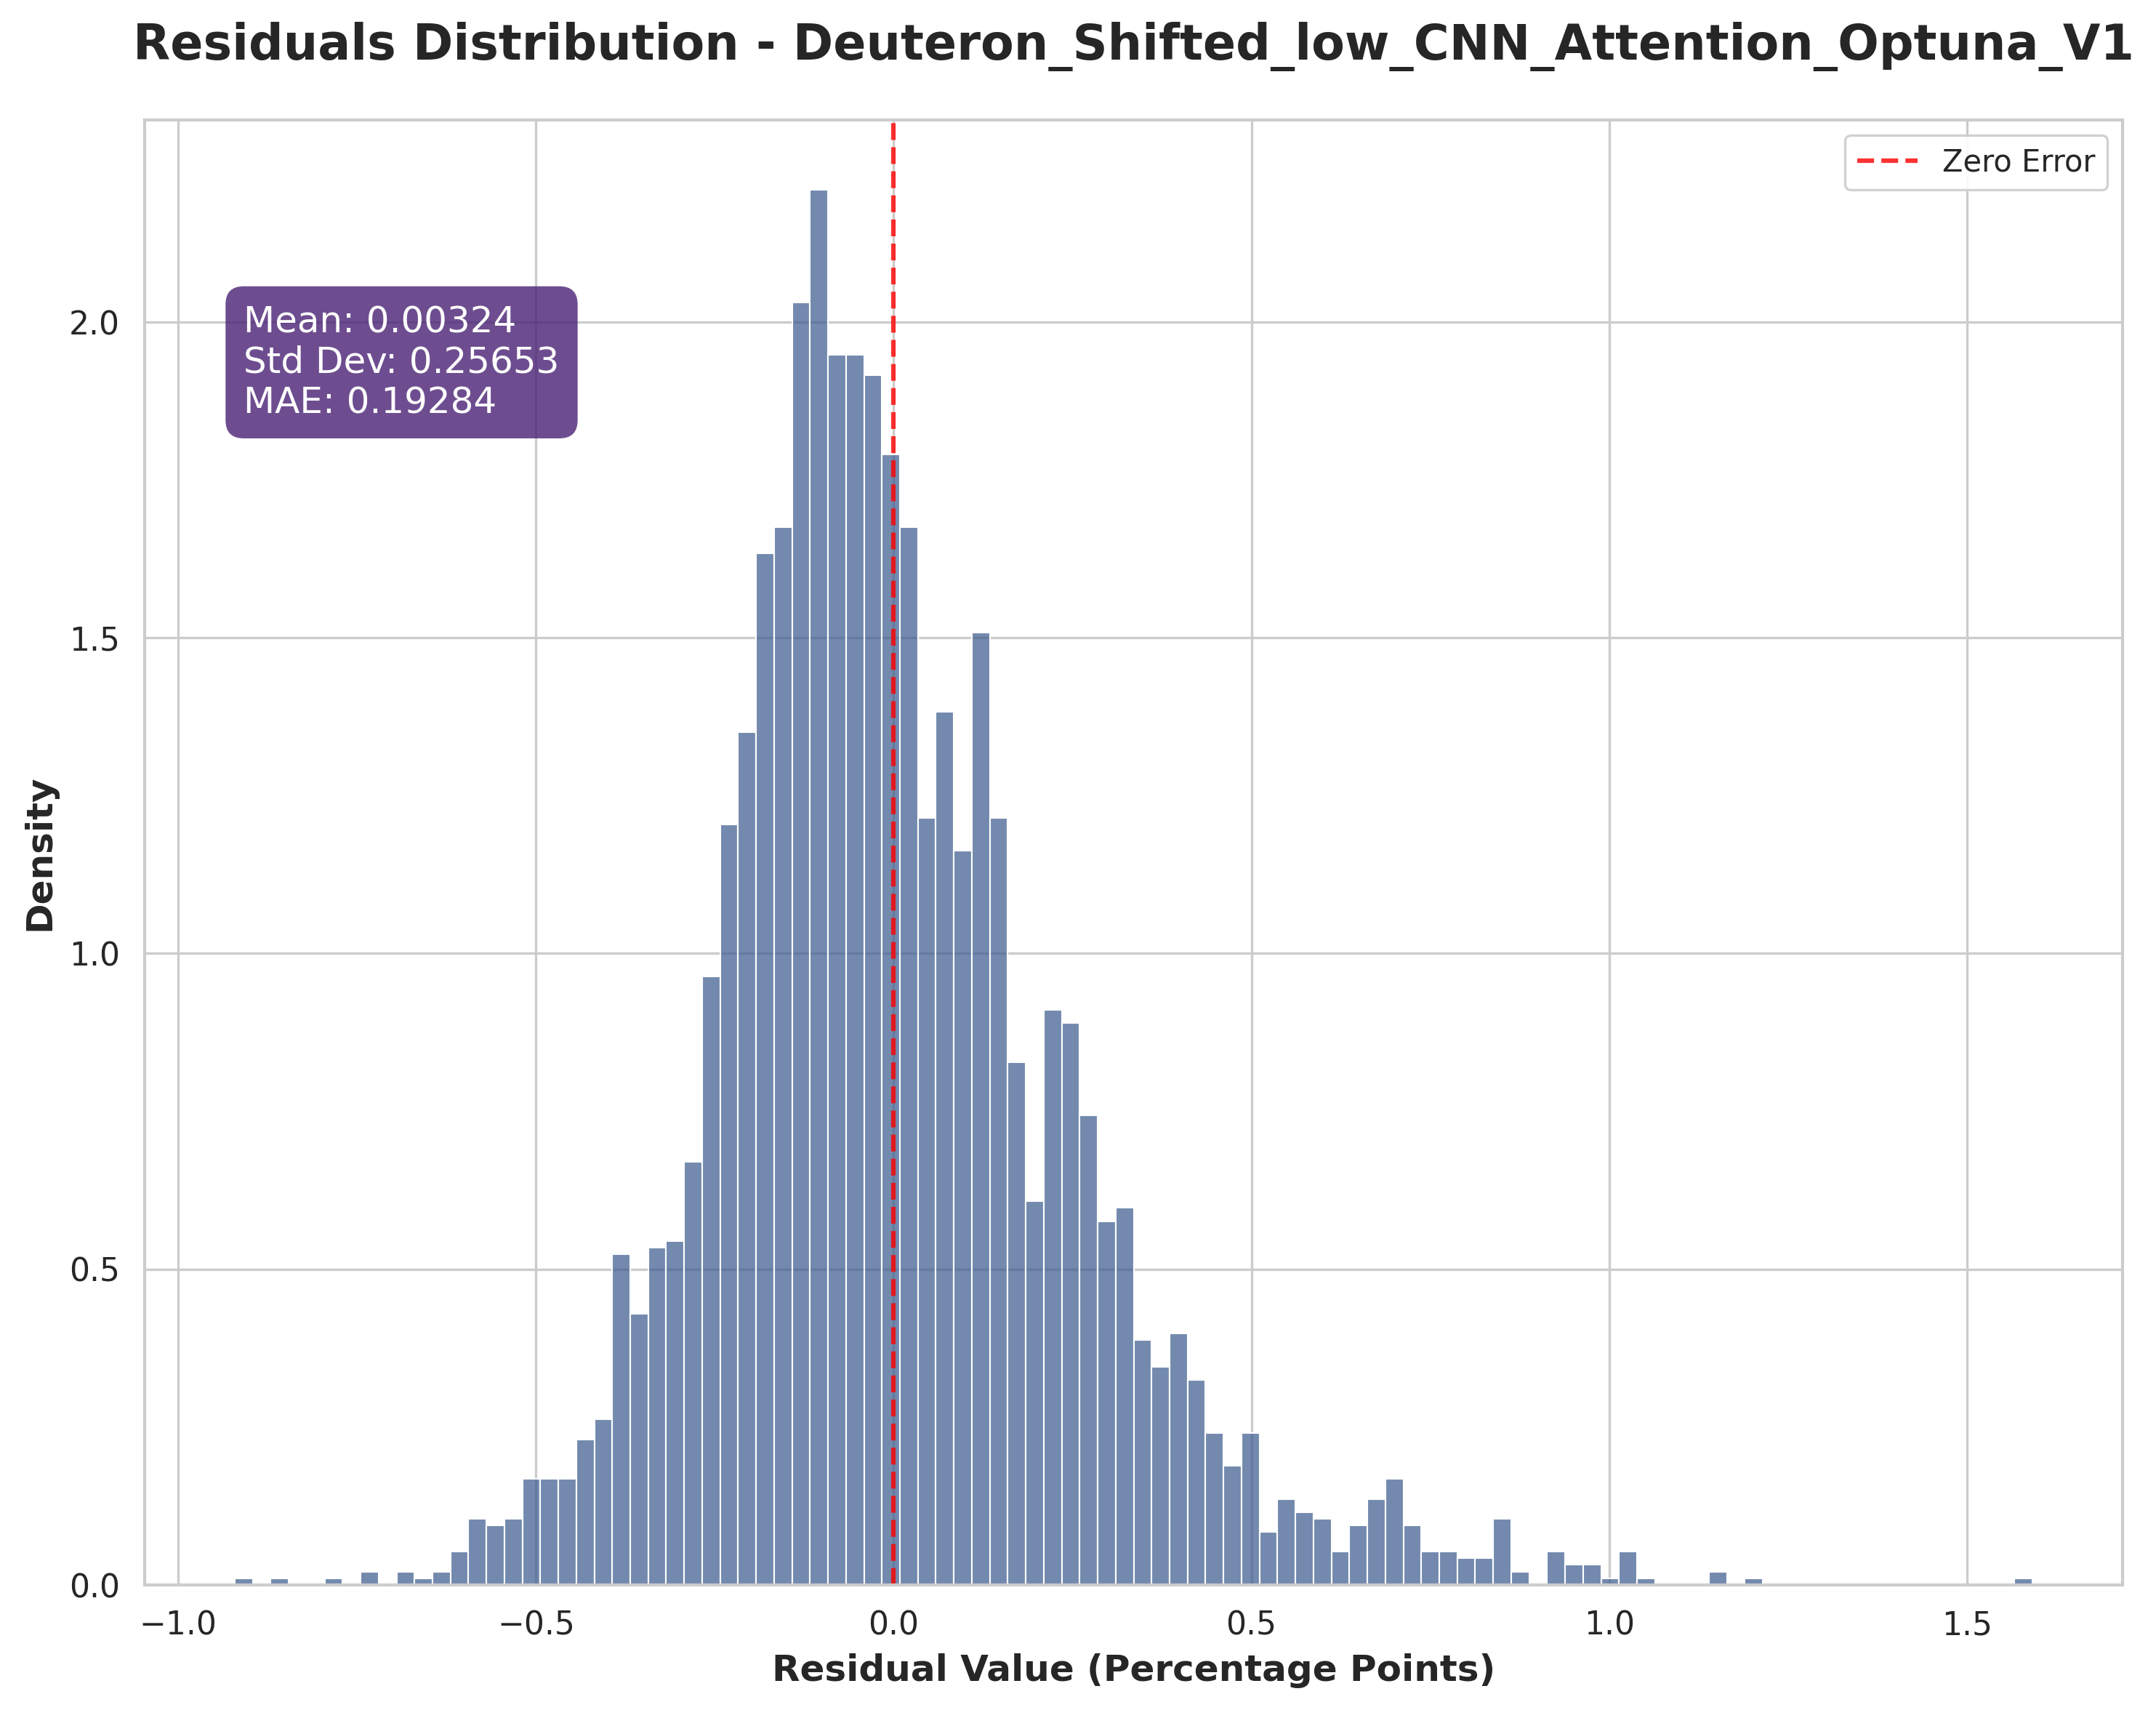 Residuals Distribution - Deuteron_Shifted_low_CNN_Attention_Optuna_V1
Zero Error
Mean: 0.00324
Std Dev: 0.25653
MAE: 0.19284
Density
2.0
1.5
1.0
0.5
0.0
−1.0 −0.5 0.0 0.5 1.0 1.5
Residual Value (Percentage Points)